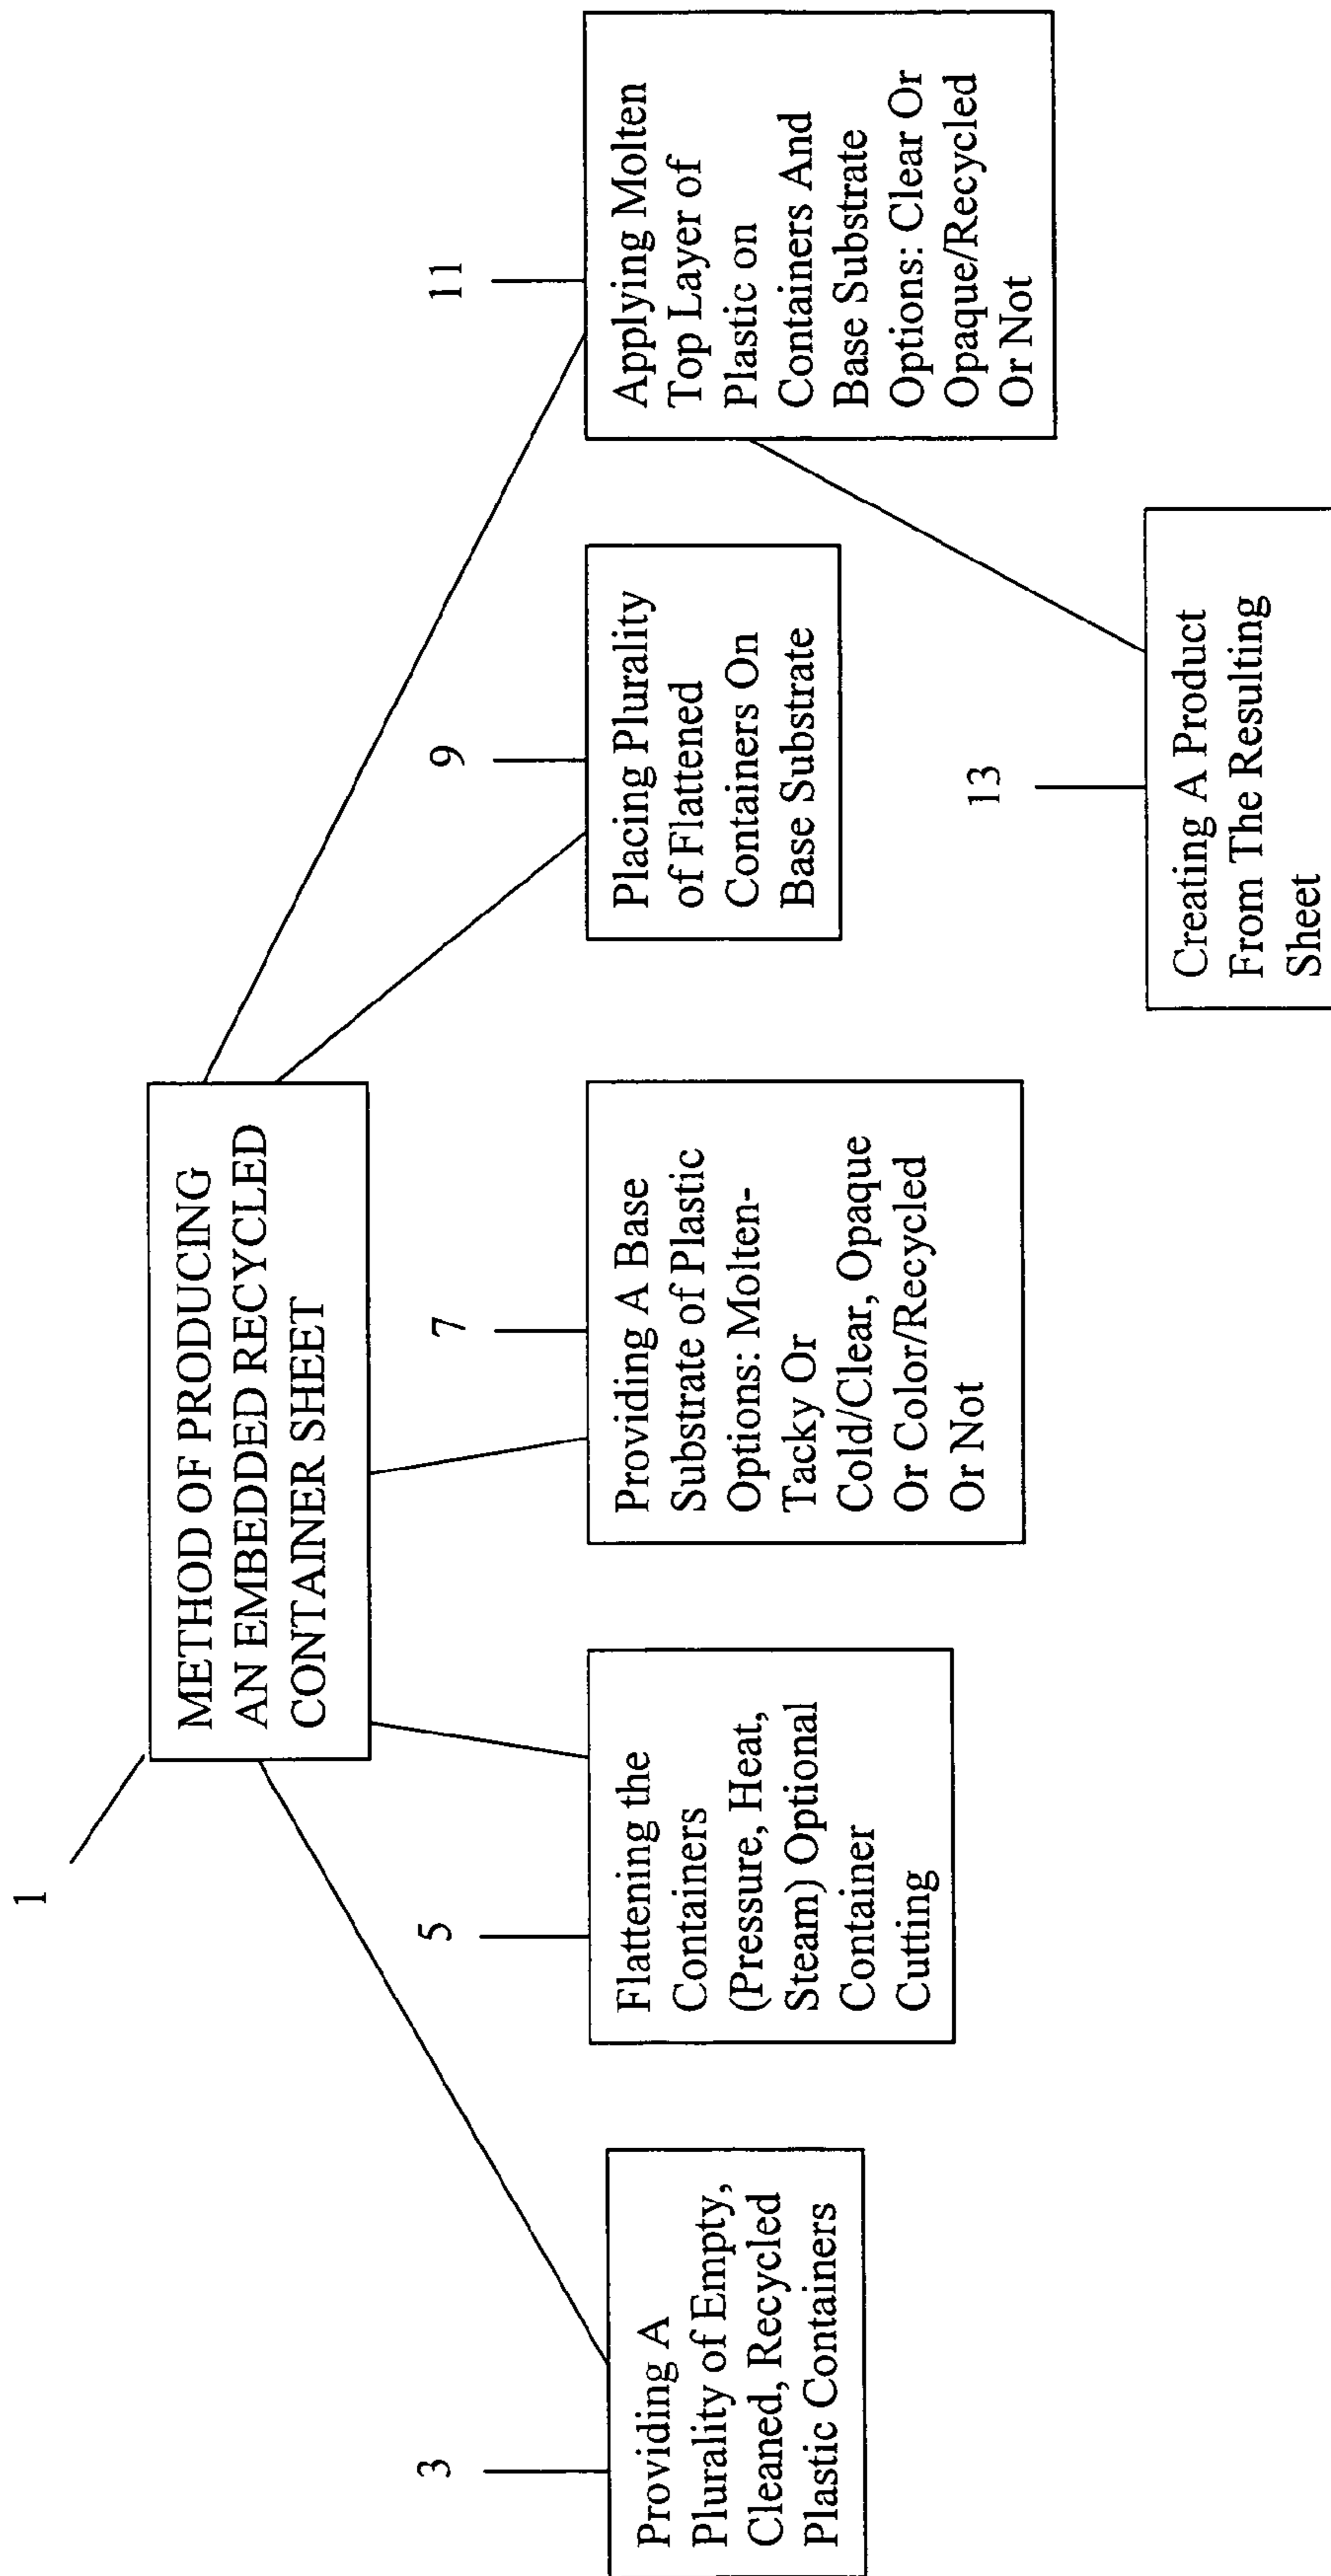 1
METHOD OF PRODUCING
AN EMBEDDED RECYCLED
CONTAINER SHEET
3
Providing A
Plurality of Empty,
Cleaned, Recycled
Plastic Containers
5
Flattening the
Containers
(Pressure, Heat,
Steam) Optional
Container
Cutting
7
Providing A Base
Substrate of Plastic
Options: Molten-
Tacky Or
Cold/Clear, Opaque
Or Color/Recycled
Or Not
9
Placing Plurality
of Flattened
Containers On
Base Substrate
11
Applying Molten
Top Layer of
Plastic on
Containers And
Base Substrate
Options: Clear Or
Opaque/Recycled
Or Not
13
Creating A Product
From The Resulting
Sheet